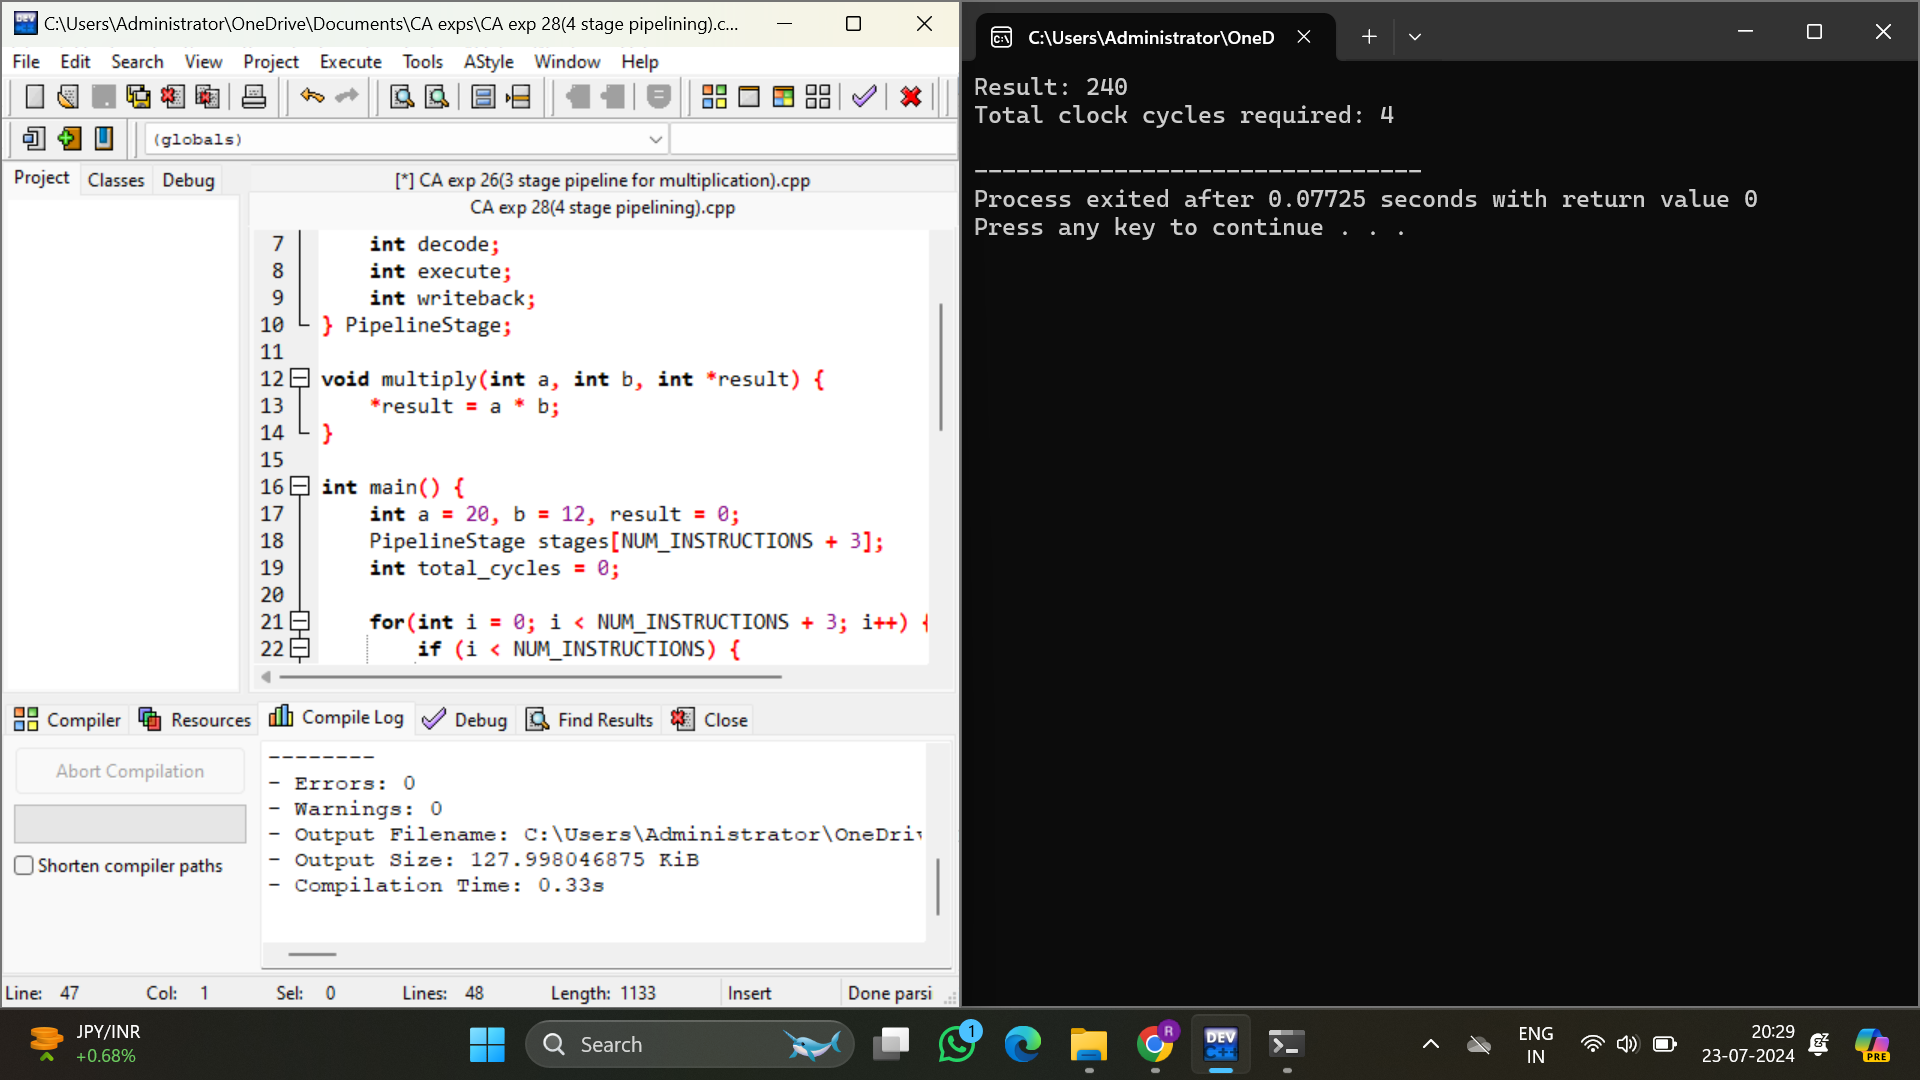 C:\Users\Administrator\OneDrive\Documents\CA exps\CA exp 28(4 stage pipelining).c...
File Edit Search View Project Execute Tools AStyle Window Help
(globals)
Project Classes Debug
[*] CA exp 26(3 stage pipeline for multiplication).cpp
CA exp 28(4 stage pipelining).cpp
7 int decode;
8 int execute;
9 int writeback;
10 } PipelineStage;
11
12 void multiply(int a, int b, int *result) {
13 *result = a * b;
14 }
15
16 int main() {
17 int a = 20, b = 12, result = 0;
18 PipelineStage stages[NUM_INSTRUCTIONS + 3];
19 int total_cycles = 0;
20
21 for(int i = 0; i < NUM_INSTRUCTIONS + 3; i++) {
22 if (i < NUM_INSTRUCTIONS) {
Compiler Resources Compile Log Debug Find Results Close
Abort Compilation
Shorten compiler paths
--------
- Errors: 0
- Warnings: 0
- Output Filename: C:\Users\Administrator\OneDriv
- Output Size: 127.998046875 KiB
- Compilation Time: 0.33s
Line: 47 Col: 1 Sel: 0 Lines: 48 Length: 1133 Insert Done parsi
C:\Users\Administrator\OneD
Result: 240
Total clock cycles required: 4
--------------------------------
Process exited after 0.07725 seconds with return value 0
Press any key to continue . . .
JPY/INR
+0.68%
Search
1
R
DEV
C++
ENG
IN
20:29
23-07-2024
PRE